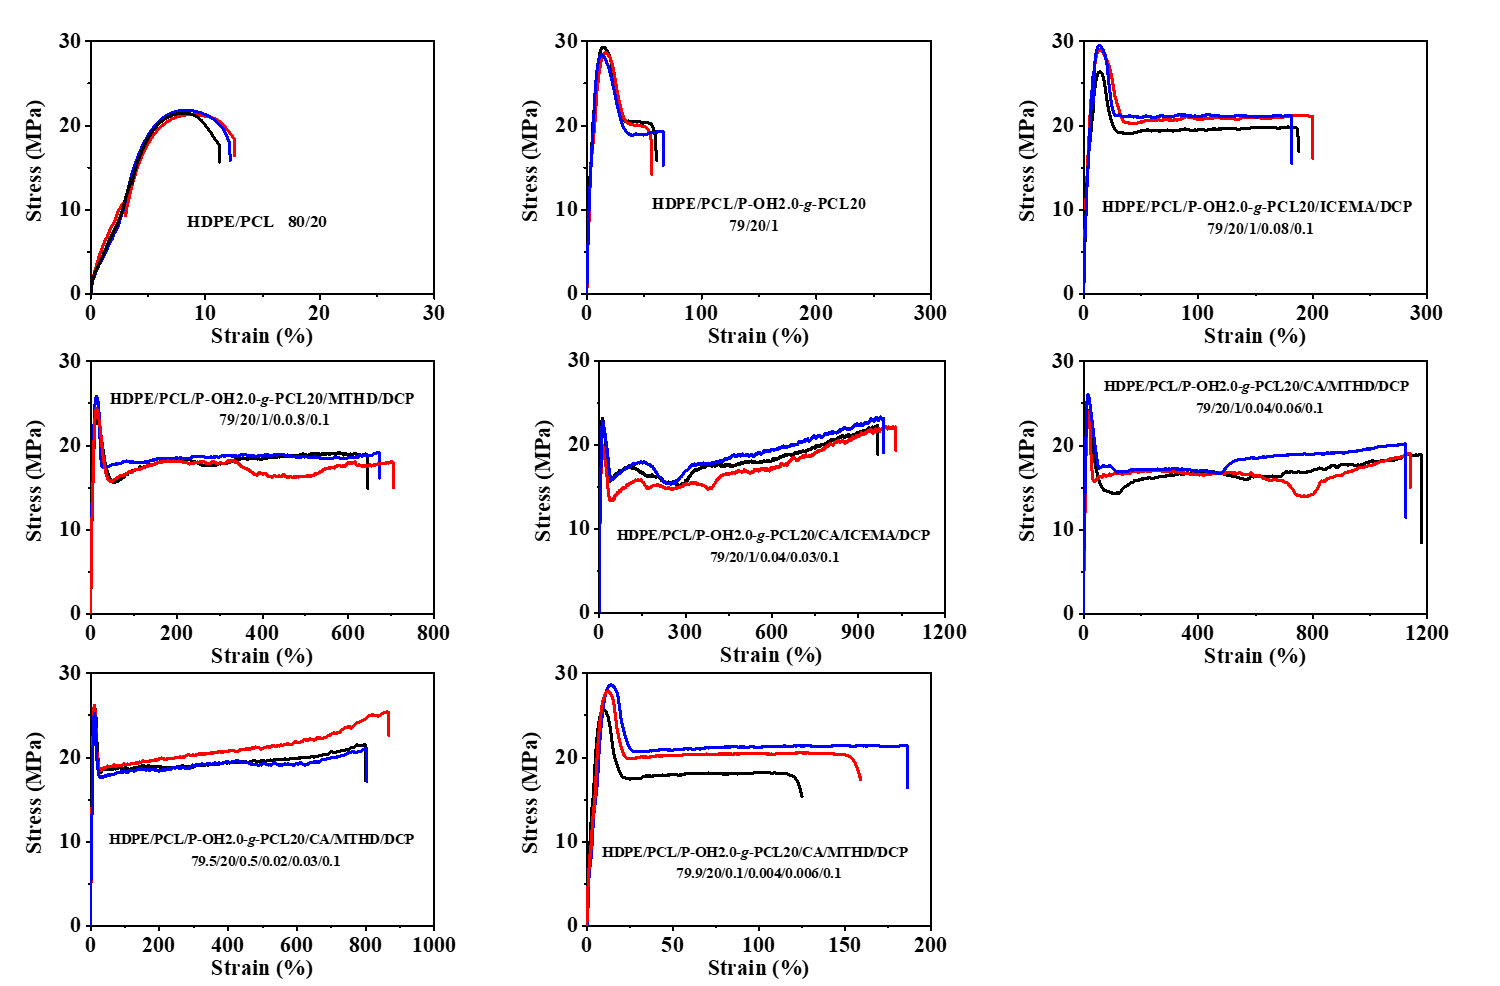 30
20
10
0
Stress (MPa)
HDPE/PCL 80/20
0 10 20 30
Strain (%)
30
20
10
0
Stress (MPa)
HDPE/PCL/P-OH2.0-g-PCL20
79/20/1
0 100 200 300
Strain (%)
30
20
10
0
Stress (MPa)
HDPE/PCL/P-OH2.0-g-PCL20/ICEMA/DCP
79/20/1/0.08/0.1
0 100 200 300
Strain (%)
30
20
10
0
Stress (MPa)
HDPE/PCL/P-OH2.0-g-PCL20/MTHD/DCP
79/20/1/0.0.8/0.1
0 200 400 600 800
Strain (%)
30
20
10
0
Stress (MPa)
HDPE/PCL/P-OH2.0-g-PCL20/CA/ICEMA/DCP
79/20/1/0.04/0.03/0.1
0 300 600 900 1200
Strain (%)
30
20
10
0
Stress (MPa)
HDPE/PCL/P-OH2.0-g-PCL20/CA/MTHD/DCP
79/20/1/0.04/0.06/0.1
0 400 800 1200
Strain (%)
30
20
10
0
Stress (MPa)
HDPE/PCL/P-OH2.0-g-PCL20/CA/MTHD/DCP
79.5/20/0.5/0.02/0.03/0.1
0 200 400 600 800 1000
Strain (%)
30
20
10
0
Stress (MPa)
HDPE/PCL/P-OH2.0-g-PCL20/CA/MTHD/DCP
79.9/20/0.1/0.004/0.006/0.1
0 50 100 150 200
Strain (%)